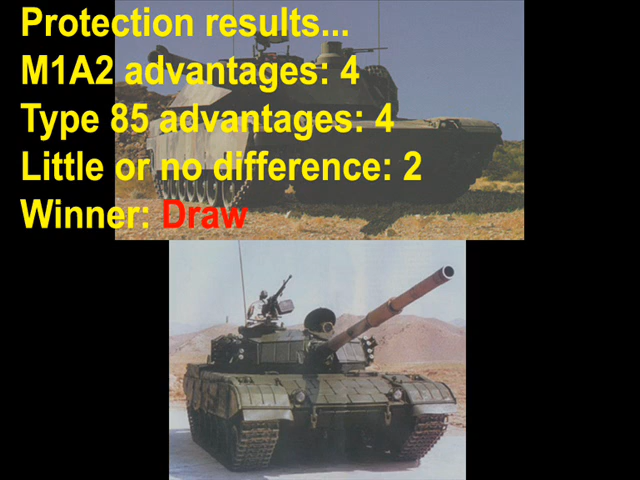 Protection results...
M1A2 advantages: 4
Type 85 advantages: 4
Little or no difference: 2
Winner: Draw